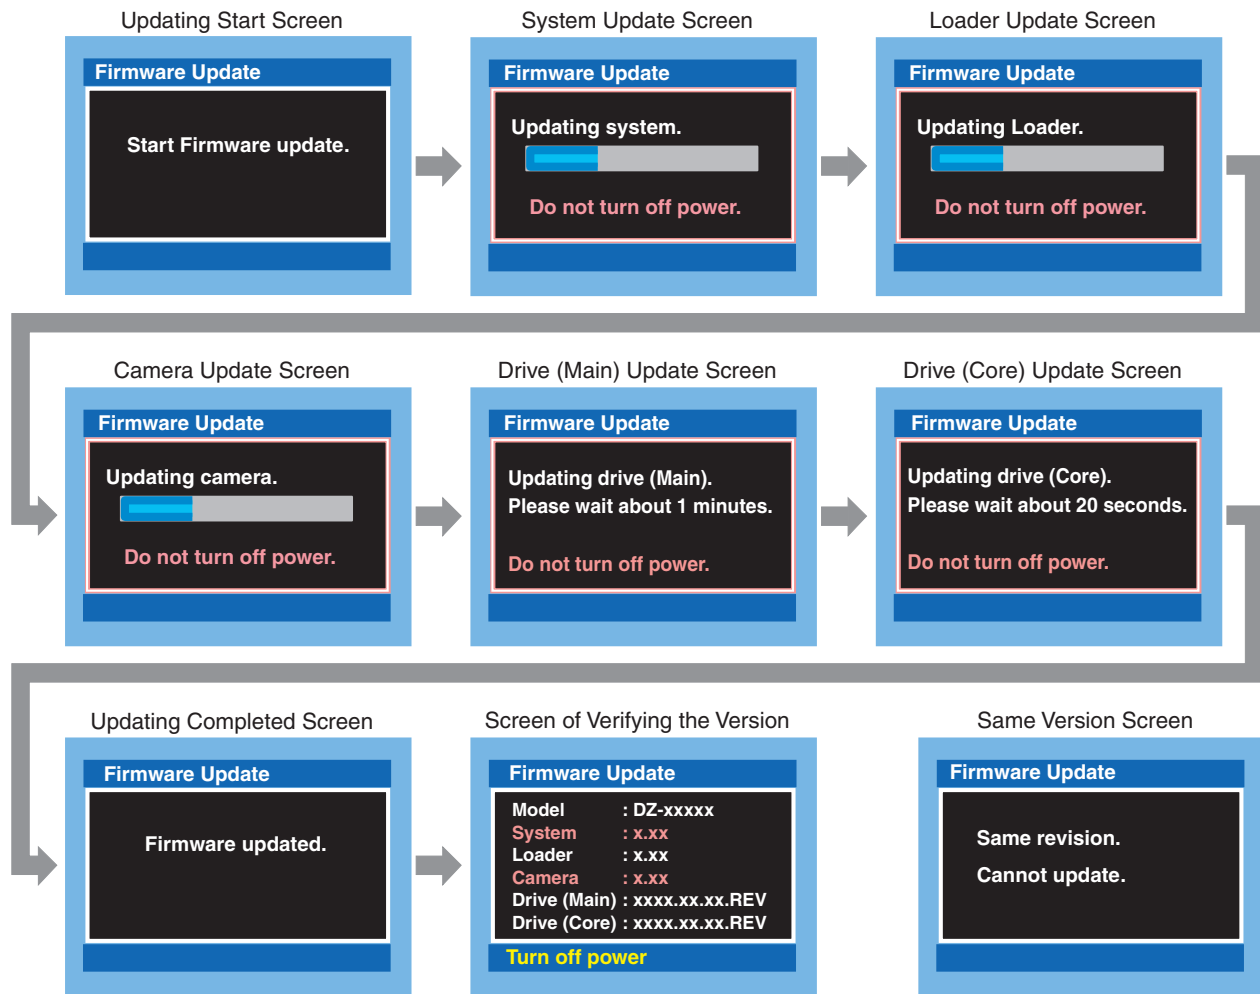 Updating Start Screen
Firmware Update
Start Firmware update.
System Update Screen
Firmware Update
Updating system.
Do not turn off power.
Loader Update Screen
Firmware Update
Updating Loader.
Do not turn off power.
Camera Update Screen
Firmware Update
Updating camera.
Do not turn off power.
Drive (Main) Update Screen
Firmware Update
Updating drive (Main).
Please wait about 1 minutes.
Do not turn off power.
Drive (Core) Update Screen
Firmware Update
Updating drive (Core).
Please wait about 20 seconds.
Do not turn off power.
Updating Completed Screen
Firmware Update
Firmware updated.
Screen of Verifying the Version
Firmware Update
Model : DZ-xxxxx
System : x.xx
Loader : x.xx
Camera : x.xx
Drive (Main) : xxxx.xx.xx.REV
Drive (Core) : xxxx.xx.xx.REV
Turn off power
Same Version Screen
Firmware Update
Same revision.
Cannot update.